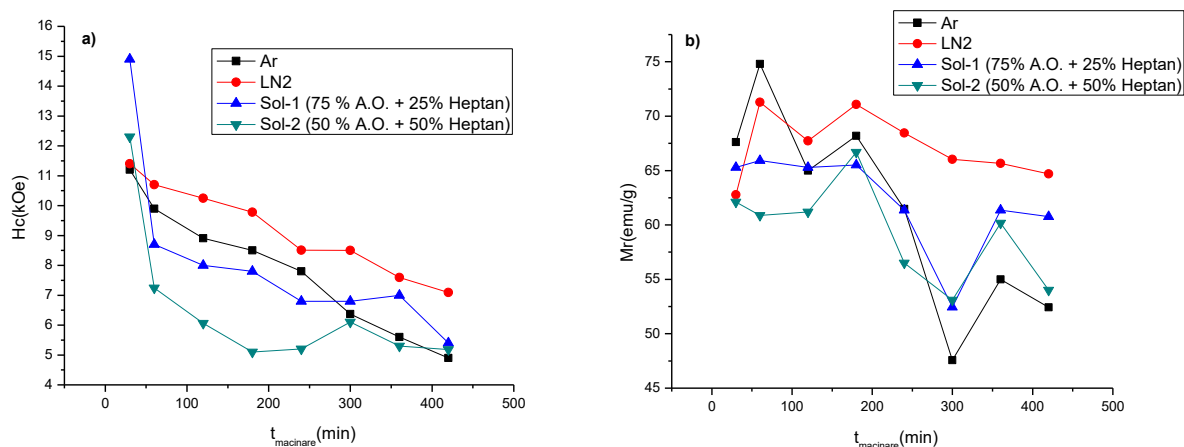 a)
Ar
LN2
Sol-1 (75 % A.O. + 25% Heptan)
Sol-2 (50 % A.O. + 50% Heptan)
Hc(kOe)
16
15
14
13
12
11
10
9
8
7
6
5
4
0 100 200 300 400 500
t_macinare(min)
b)
Ar
LN2
Sol-1 (75% A.O. + 25% Heptan)
Sol-2 (50% A.O. + 50% Heptan)
Mr(emu/g)
75
70
65
60
55
50
45
0 100 200 300 400 500
t_macinare(min)